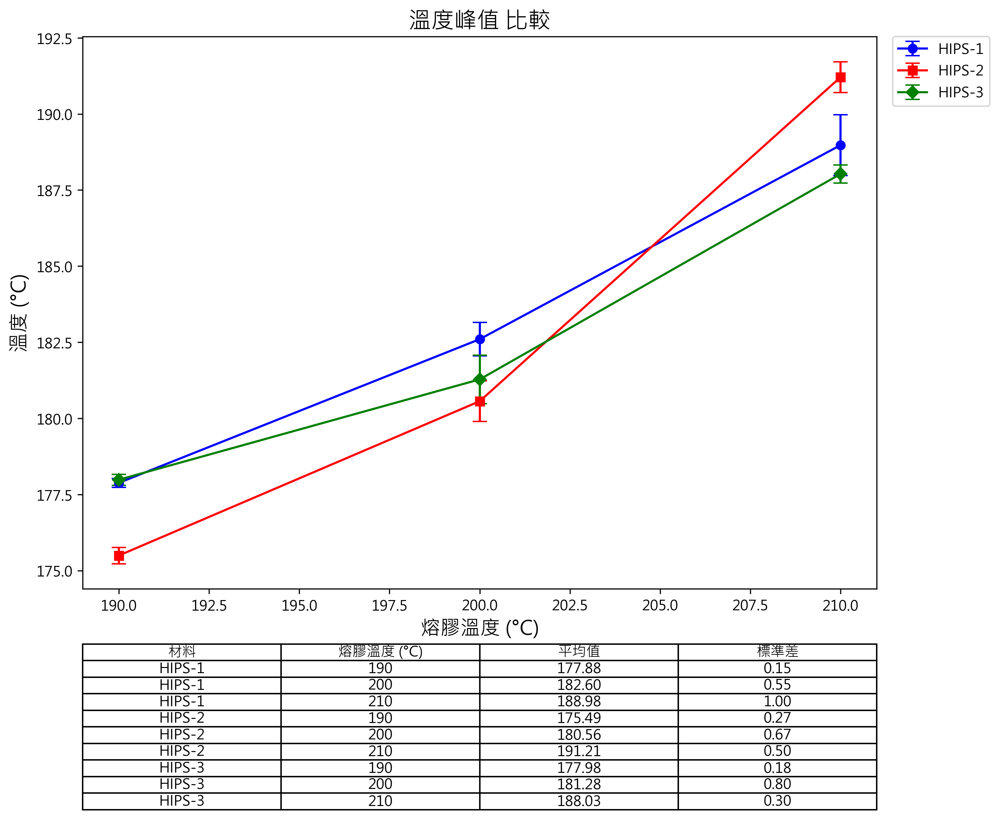 溫度峰值 比較
192.5
190.0
187.5
185.0
182.5
180.0
177.5
175.0
溫度 (°C)
HIPS-1
HIPS-2
HIPS-3
190.0 192.5 195.0 197.5 200.0 202.5 205.0 207.5 210.0
熔膠溫度 (°C)
材料 熔膠溫度 (°C) 平均值 標準差
HIPS-1 190 177.88 0.15
HIPS-1 200 182.60 0.55
HIPS-1 210 188.98 1.00
HIPS-2 190 175.49 0.27
HIPS-2 200 180.56 0.67
HIPS-2 210 191.21 0.50
HIPS-3 190 177.98 0.18
HIPS-3 200 181.28 0.80
HIPS-3 210 188.03 0.30